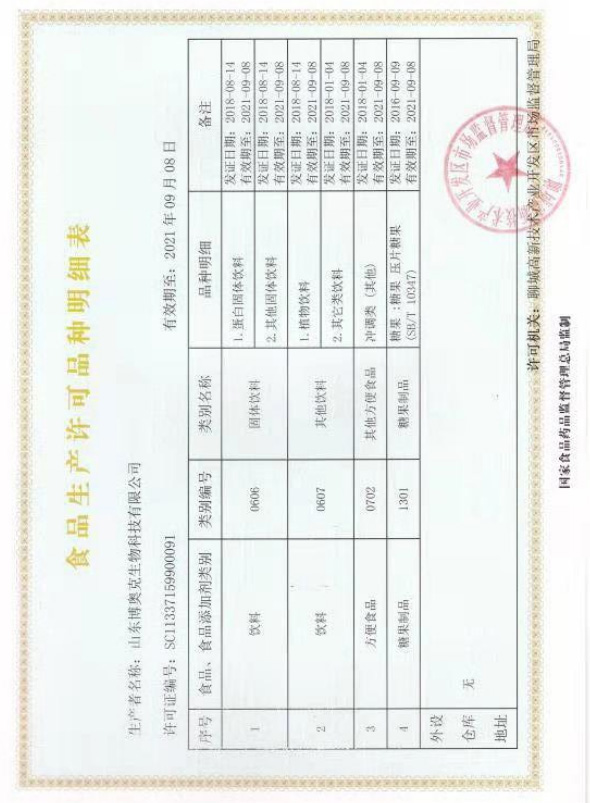 食品生产许可品种明细表
生产者名称：山东博奥克生物科技有限公司
许可证编号：SC11337159900091 有效期至：2021 年 09 月 08 日
序号 食品、食品添加剂类别 类别编号 类别名称 品种明细 备注
1 饮料 0606 固体饮料
1.蛋白固体饮料 发证日期：2018-08-14
有效期至：2021-09-08
2.其他固体饮料 发证日期：2018-08-14
有效期至：2021-09-08
2 饮料 0607 其他饮料
1.植物饮料 发证日期：2018-08-14
有效期至：2021-09-08
2.其它类饮料 发证日期：2018-01-04
有效期至：2021-09-08
3 方便食品 0702 其他方便食品 冲调类（其他） 发证日期：2018-01-04
有效期至：2021-09-08
4 糖果制品 1301 糖果制品 糖果：糖果 压片糖果 发证日期：2016-09-09
(SB/T 10347) 有效期至：2021-09-08
外设
仓库 无
地址
许可机关：聊城高新技术产业开发区市场监督管理局
国家食品药品监督管理总局监制